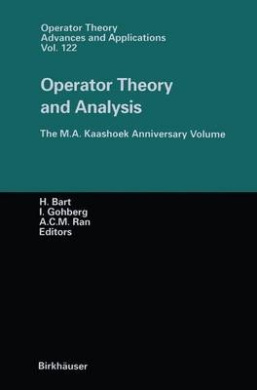 Operator Theory
Advances and Applications
Vol. 122
Operator Theory
and Analysis
The M.A. Kaashoek Anniversary Volume
H. Bart
I. Gohberg
A.C.M. Ran
Editors
Birkhäuser